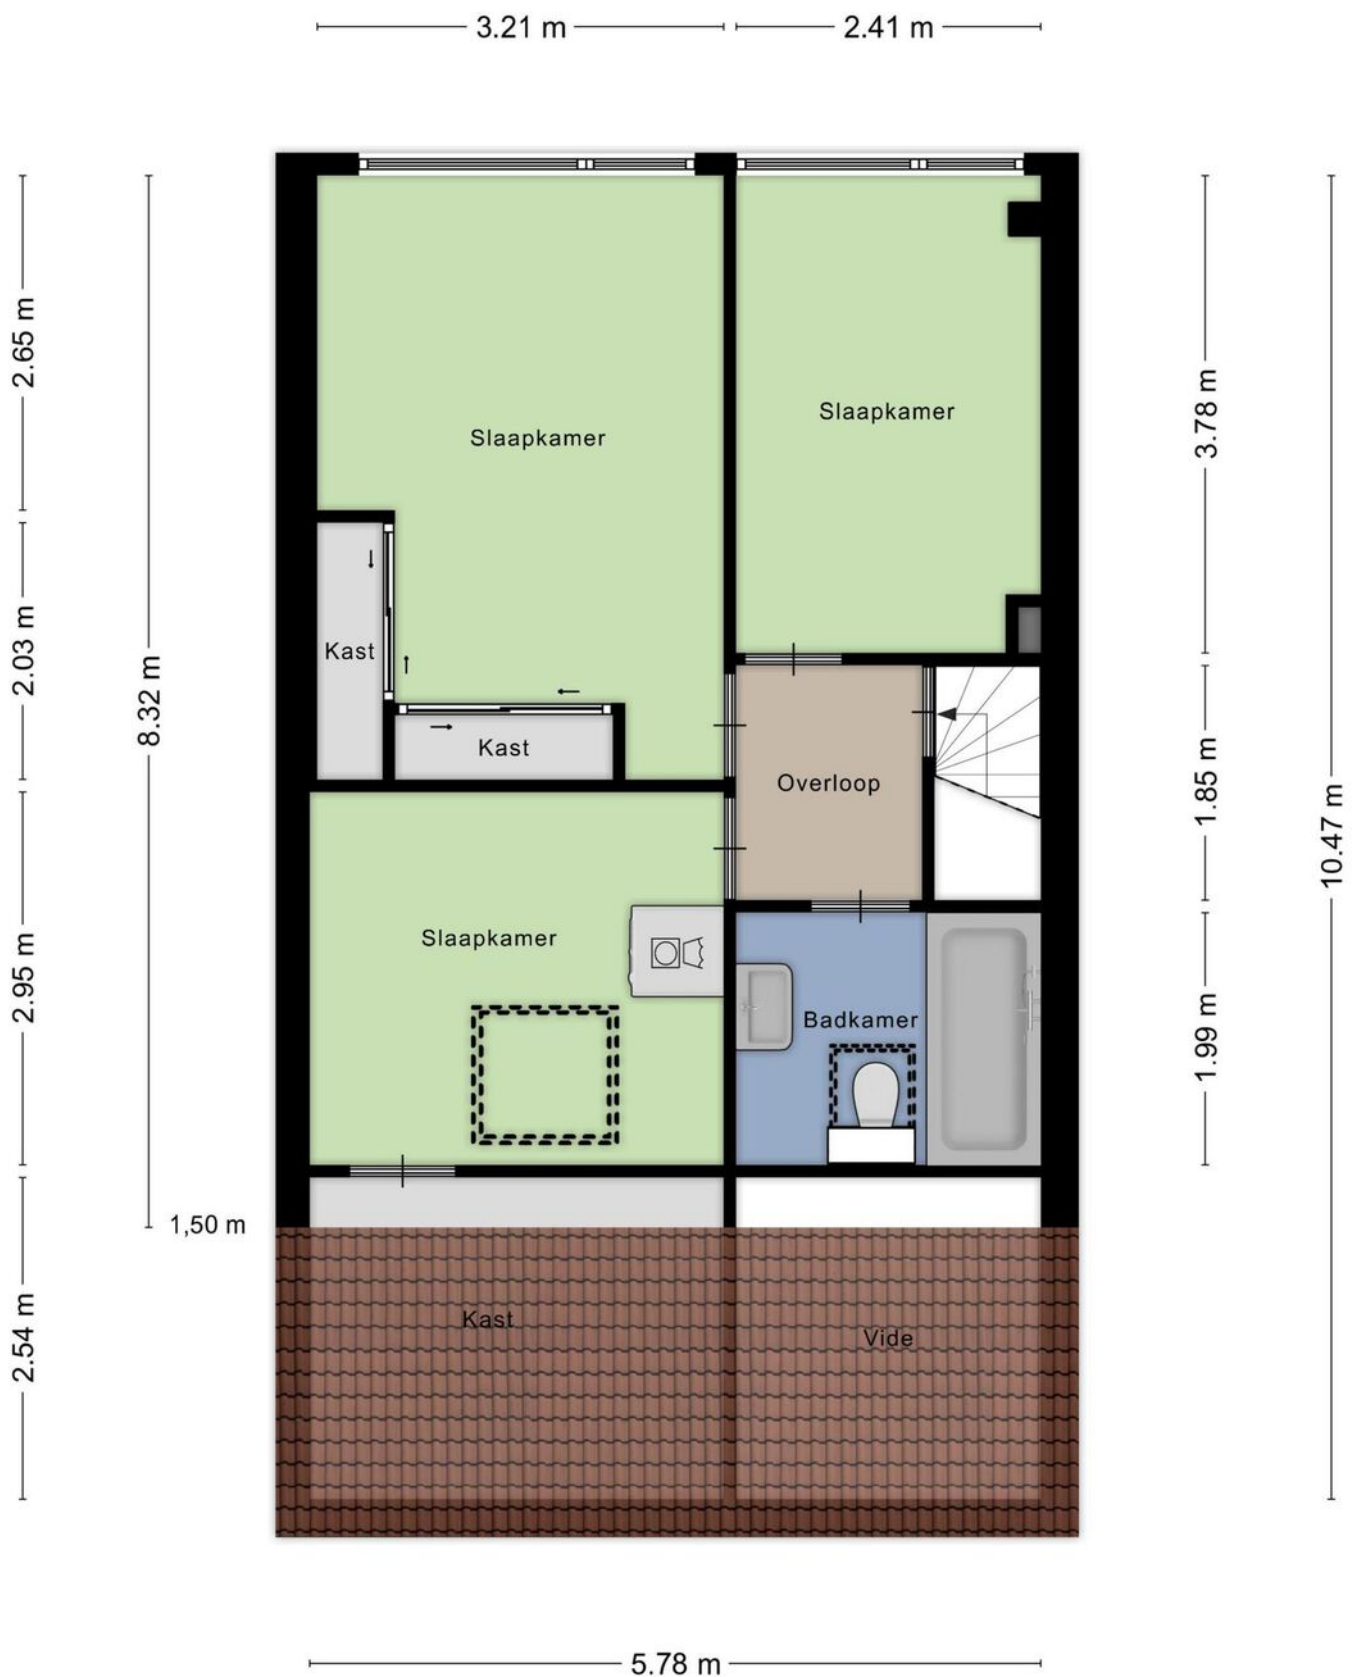 3.21 m
2.41 m
2.65 m
3.78 m
Slaapkamer
Slaapkamer
2.03 m
8.32 m
Kast
Kast
Overloop
1.85 m
10.47 m
2.95 m
Slaapkamer
Badkamer
1.99 m
1,50 m
2.54 m
Kast
Vide
5.78 m